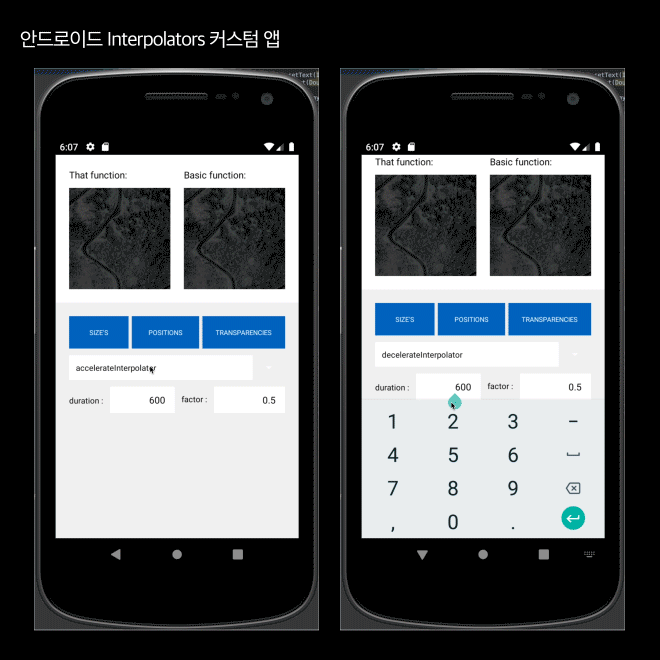 안드로이드 Interpolators 커스텀 앱
6:07
That function:
Basic function:
SIZE'S
POSITIONS
TRANSPARENCIES
accelerateInterpolator
duration :
600
factor :
0.5
6:07
That function:
Basic function:
SIZE'S
POSITIONS
TRANSPARENCIES
decelerateInterpolator
duration :
600
factor :
0.5
1 2 3 –
4 5 6
7 8 9
, 0 .